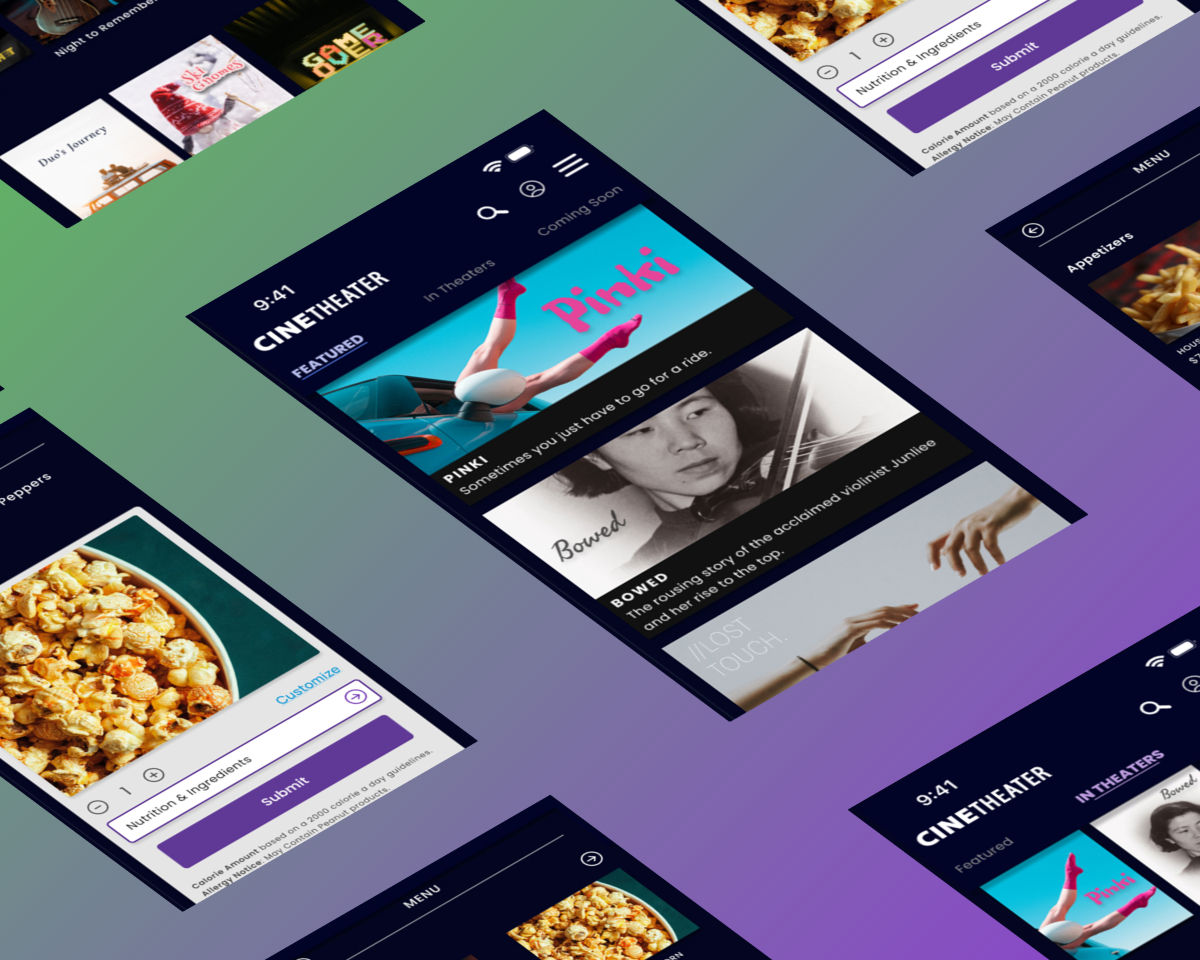 Night to Remember
Duo's Journey
Ski
Gnomes
GAME
OVER
1
Nutrition & Ingredients
Submit
Calorie Amount based on a 2000 calorie a day guidelines.
Allergy Notice: May Contain Peanut products.
MENU
Appetizers
9:41
CINETHEATER
FEATURED
In Theaters
Coming Soon
Pinki
PINKI
Sometimes you just have to go for a ride.
Bowed
BOWED
The rousing story of the acclaimed violinist Junliee
and her rise to the top.
//LOST
TOUCH.
Peppers
Customize
1
Nutrition & Ingredients
Submit
Calorie Amount based on a 2000 calorie a day guidelines.
Allergy Notice: May Contain Peanut products.
MENU
9:41
CINETHEATER
Featured
IN THEATERS
Pinki
Bowed